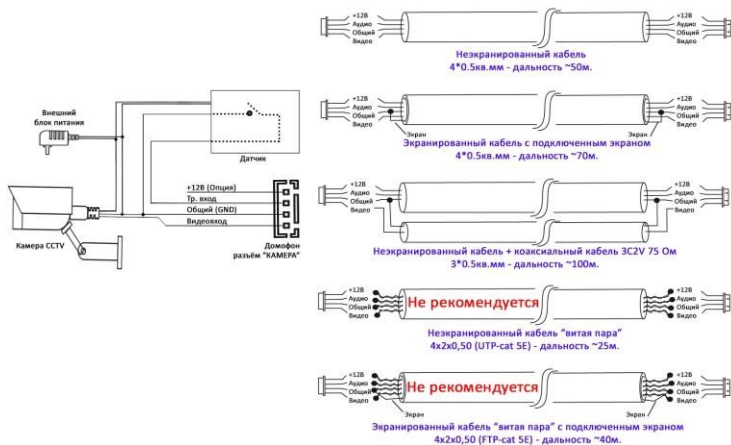 Внешний
блок питания
Датчик
+12В (Опция)
Тр. вход
Общий (GND)
Видеовход
Камера CCTV
Домофон
разъём "КАМЕРА"
+12В
Аудио
Общий
Видео
+12В
Аудио
Общий
Видео
Неэкранированный кабель
4*0.5кв.мм - дальность ~50м.
+12В
Аудио
Общий
Видео
Экран
+12В
Аудио
Общий
Видео
Экран
Экранированный кабель с подключенным экраном
4*0.5кв.мм - дальность ~70м.
+12В
Аудио
Общий
Видео
+12В
Аудио
Общий
Видео
Неэкранированный кабель + коаксиальный кабель 3C2V 75 Ом
3*0.5кв.мм - дальность ~100м.
+12В
Аудио
Общий
Видео
Не рекомендуется
+12В
Аудио
Общий
Видео
Неэкранированный кабель "витая пара"
4x2x0,50 (UTP-cat 5E) - дальность ~25м.
+12В
Аудио
Общий
Видео
Экран
Не рекомендуется
+12В
Аудио
Общий
Видео
Экран
Экранированный кабель "витая пара" с подключенным экраном
4x2x0,50 (FTP-cat 5E) - дальность ~40м.